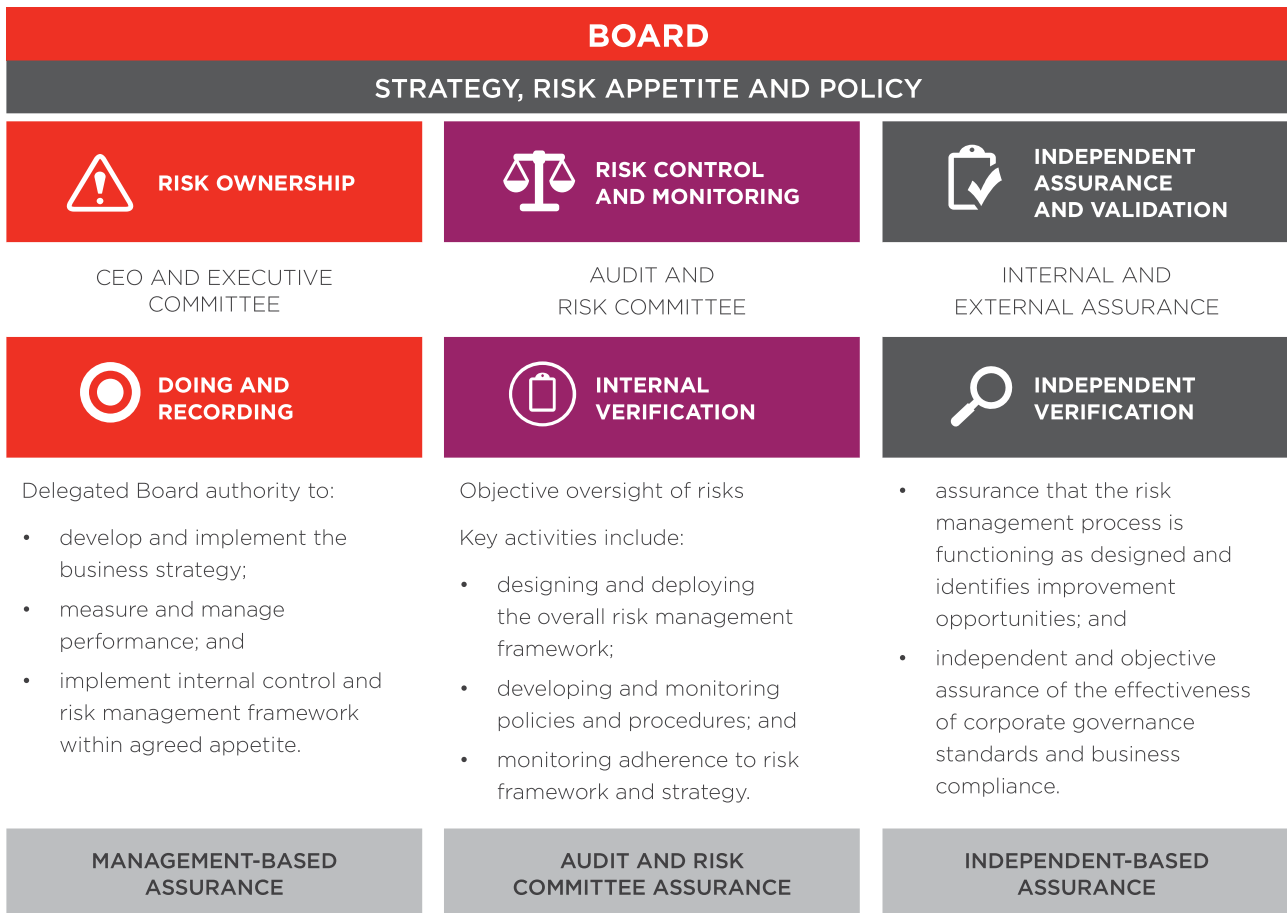 BOARD
STRATEGY, RISK APPETITE AND POLICY
RISK OWNERSHIP
CEO AND EXECUTIVE
COMMITTEE
DOING AND
RECORDING
Delegated Board authority to:
• develop and implement the
business strategy;
• measure and manage
performance; and
• implement internal control and
risk management framework
within agreed appetite.
MANAGEMENT-BASED
ASSURANCE
RISK CONTROL
AND MONITORING
AUDIT AND
RISK COMMITTEE
INTERNAL
VERIFICATION
Objective oversight of risks
Key activities include:
• designing and deploying
the overall risk management
framework;
• developing and monitoring
policies and procedures; and
• monitoring adherence to risk
framework and strategy.
AUDIT AND RISK
COMMITTEE ASSURANCE
INDEPENDENT
ASSURANCE
AND VALIDATION
INTERNAL AND
EXTERNAL ASSURANCE
INDEPENDENT
VERIFICATION
• assurance that the risk
management process is
functioning as designed and
identifies improvement
opportunities; and
• independent and objective
assurance of the effectiveness
of corporate governance
standards and business
compliance.
INDEPENDENT-BASED
ASSURANCE